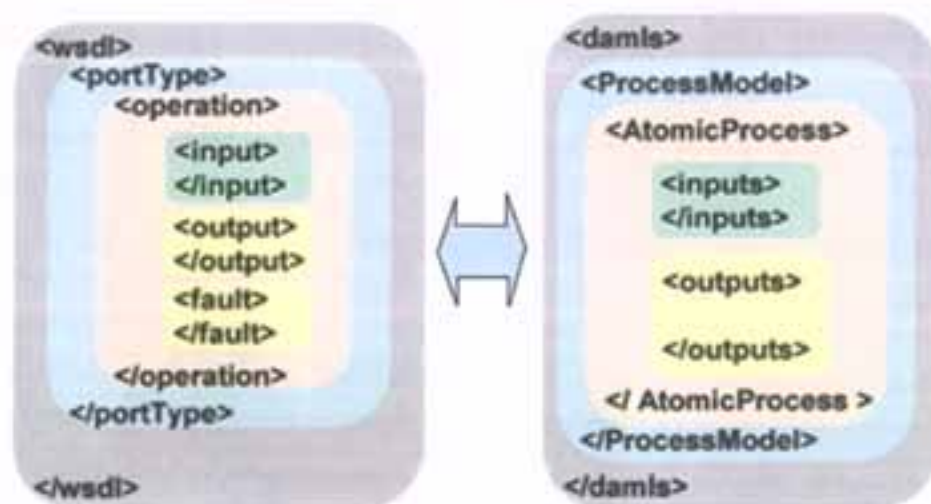 <wsdl>
<portType>
<operation>
<input>
</input>
<output>
</output>
<fault>
</fault>
</operation>
</portType>
</wsdl>
<damls>
<ProcessModel>
<AtomicProcess>
<inputs>
</inputs>
<outputs>
</outputs>
</ AtomicProcess >
</ProcessModel>
</damls>